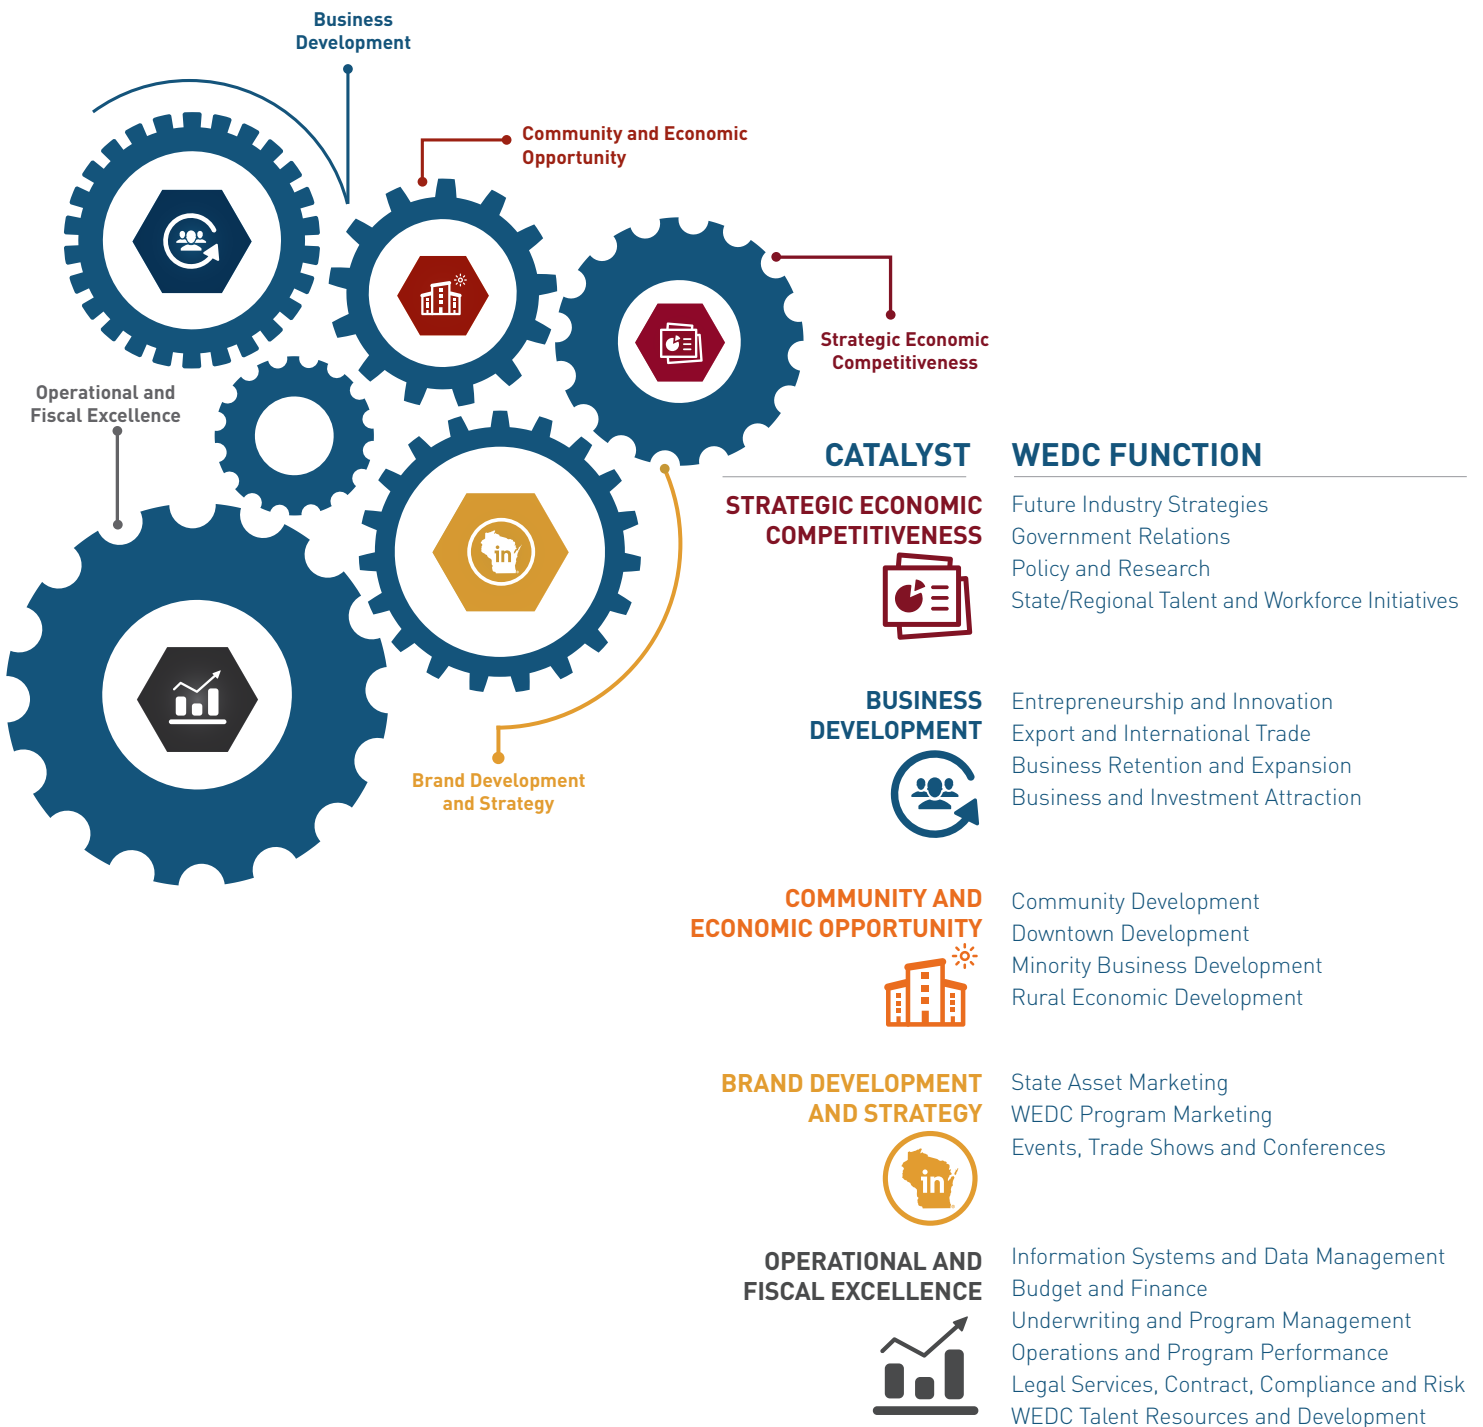 Business
Development
Community and Economic
Opportunity
Strategic Economic
Competitiveness
Operational and
Fiscal Excellence
in
Brand Development
and Strategy
CATALYST
WEDC FUNCTION
STRATEGIC ECONOMIC
COMPETITIVENESS
Future Industry Strategies
Government Relations
Policy and Research
State/Regional Talent and Workforce Initiatives
BUSINESS
DEVELOPMENT
Entrepreneurship and Innovation
Export and International Trade
Business Retention and Expansion
Business and Investment Attraction
COMMUNITY AND
ECONOMIC OPPORTUNITY
Community Development
Downtown Development
Minority Business Development
Rural Economic Development
BRAND DEVELOPMENT
AND STRATEGY
in
State Asset Marketing
WEDC Program Marketing
Events, Trade Shows and Conferences
OPERATIONAL AND
FISCAL EXCELLENCE
Information Systems and Data Management
Budget and Finance
Underwriting and Program Management
Operations and Program Performance
Legal Services, Contract, Compliance and Risk
WEDC Talent Resources and Development